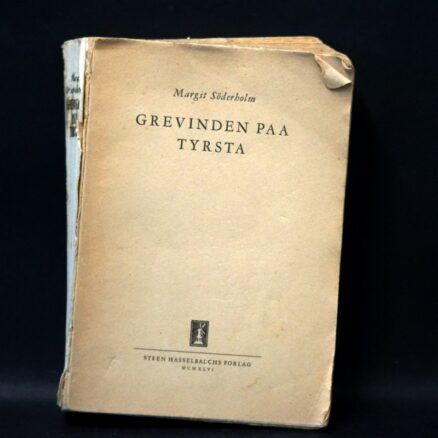 Margit Söderholm
GREVINDEN PAA
TYRSTA
STEEN HASSELBALCHS FORLAG
MCMXLVI